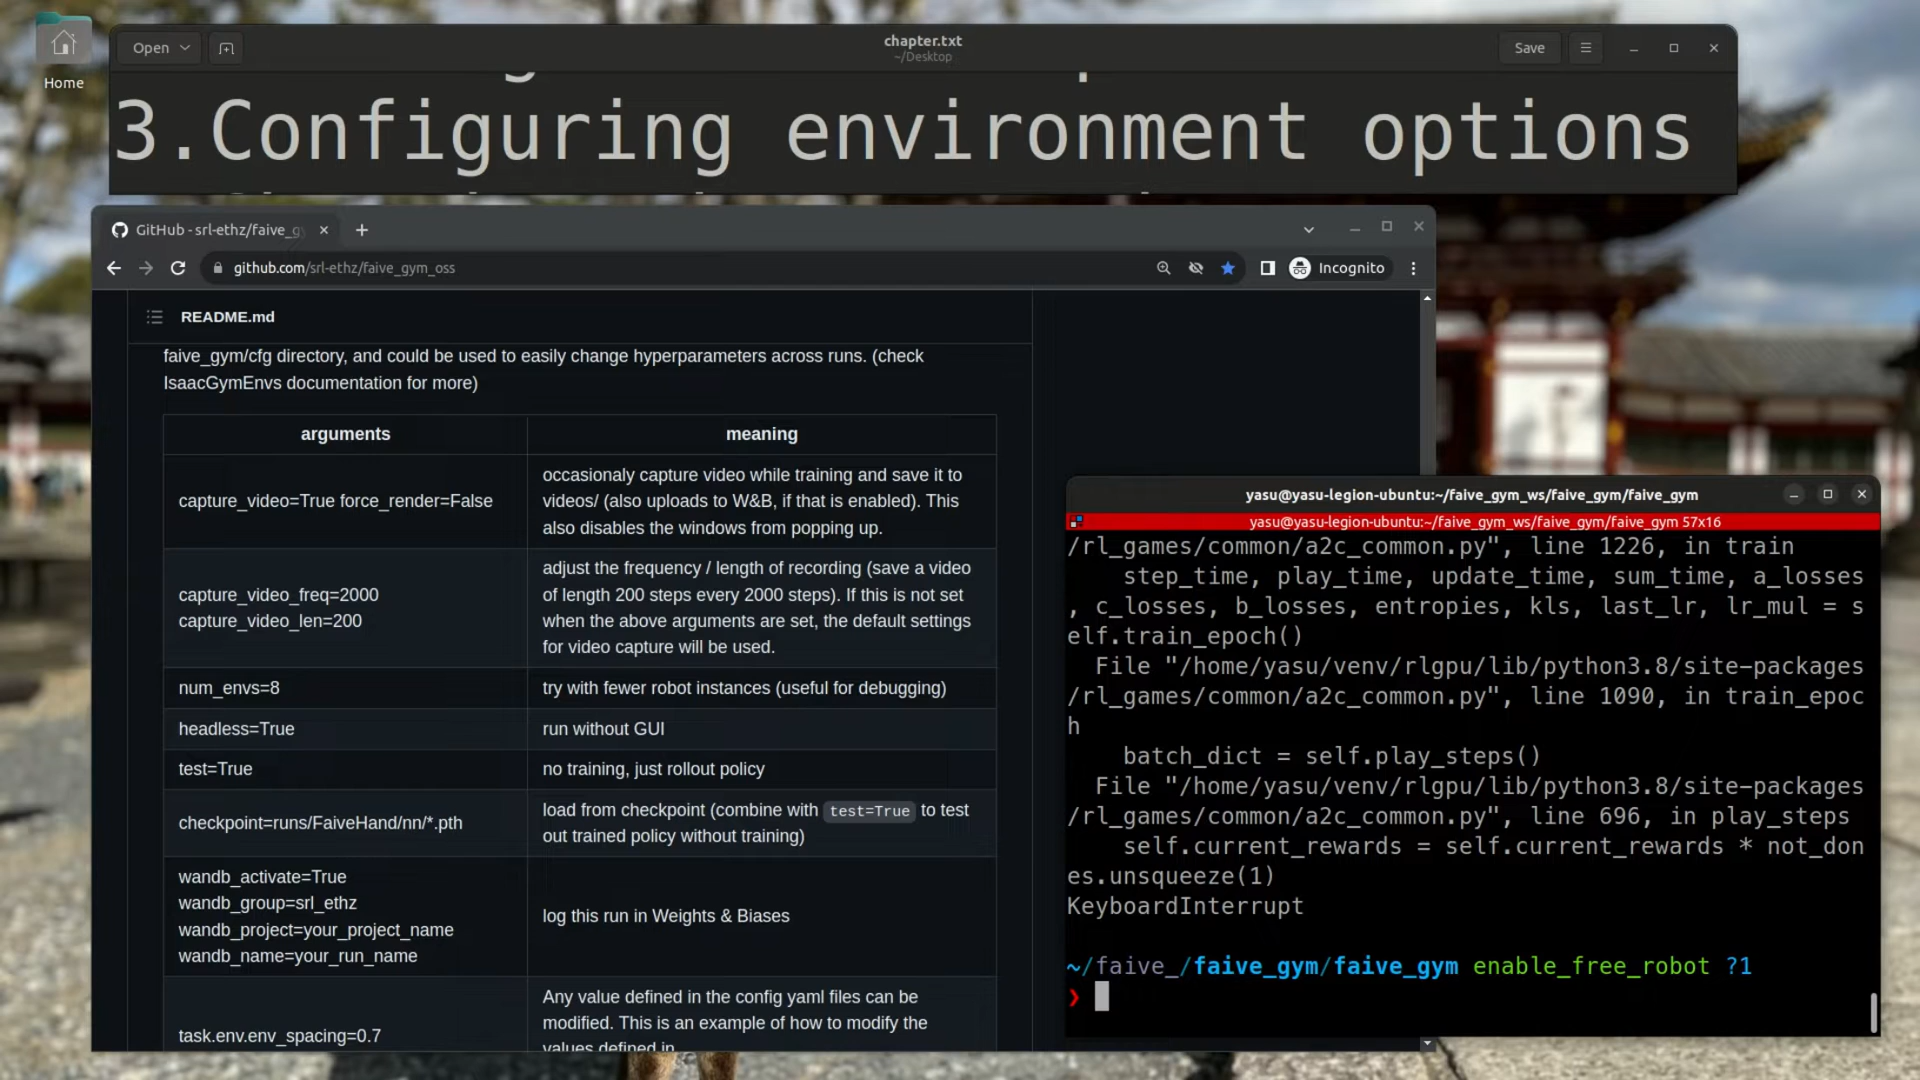 Home
Open
chapter.txt
~/Desktop
Save
3.Configuring environment options
GitHub - srl-ethz/faive_g
github.com/srl-ethz/faive_gym_oss
Incognito
README.md
faive_gym/cfg directory, and could be used to easily change hyperparameters across runs. (check
IsaacGymEnvs documentation for more)
arguments
meaning
capture_video=True force_render=False
occasionaly capture video while training and save it to
videos/ (also uploads to W&B, if that is enabled). This
also disables the windows from popping up.
capture_video_freq=2000
capture_video_len=200
adjust the frequency / length of recording (save a video
of length 200 steps every 2000 steps). If this is not set
when the above arguments are set, the default settings
for video capture will be used.
num_envs=8
try with fewer robot instances (useful for debugging)
headless=True
run without GUI
test=True
no training, just rollout policy
checkpoint=runs/FaiveHand/nn/*.pth
load from checkpoint (combine with test=True to test
out trained policy without training)
wandb_activate=True
wandb_group=srl_ethz
wandb_project=your_project_name
wandb_name=your_run_name
log this run in Weights & Biases
task.env.env_spacing=0.7
Any value defined in the config yaml files can be
modified. This is an example of how to modify the
values defined in
yasu@yasu-legion-ubuntu:~/faive_gym_ws/faive_gym/faive_gym
yasu@yasu-legion-ubuntu:~/faive_gym_ws/faive_gym/faive_gym 57x16
/rl_games/common/a2c_common.py", line 1226, in train
step_time, play_time, update_time, sum_time, a_losses
, c_losses, b_losses, entropies, kls, last_lr, lr_mul = s
elf.train_epoch()
File "/home/yasu/venv/rlgpu/lib/python3.8/site-packages
/rl_games/common/a2c_common.py", line 1090, in train_epoc
h
batch_dict = self.play_steps()
File "/home/yasu/venv/rlgpu/lib/python3.8/site-packages
/rl_games/common/a2c_common.py", line 696, in play_steps
self.current_rewards = self.current_rewards * not_don
es.unsqueeze(1)
KeyboardInterrupt
~/faive_/faive_gym/faive_gym enable_free_robot ?1
❯